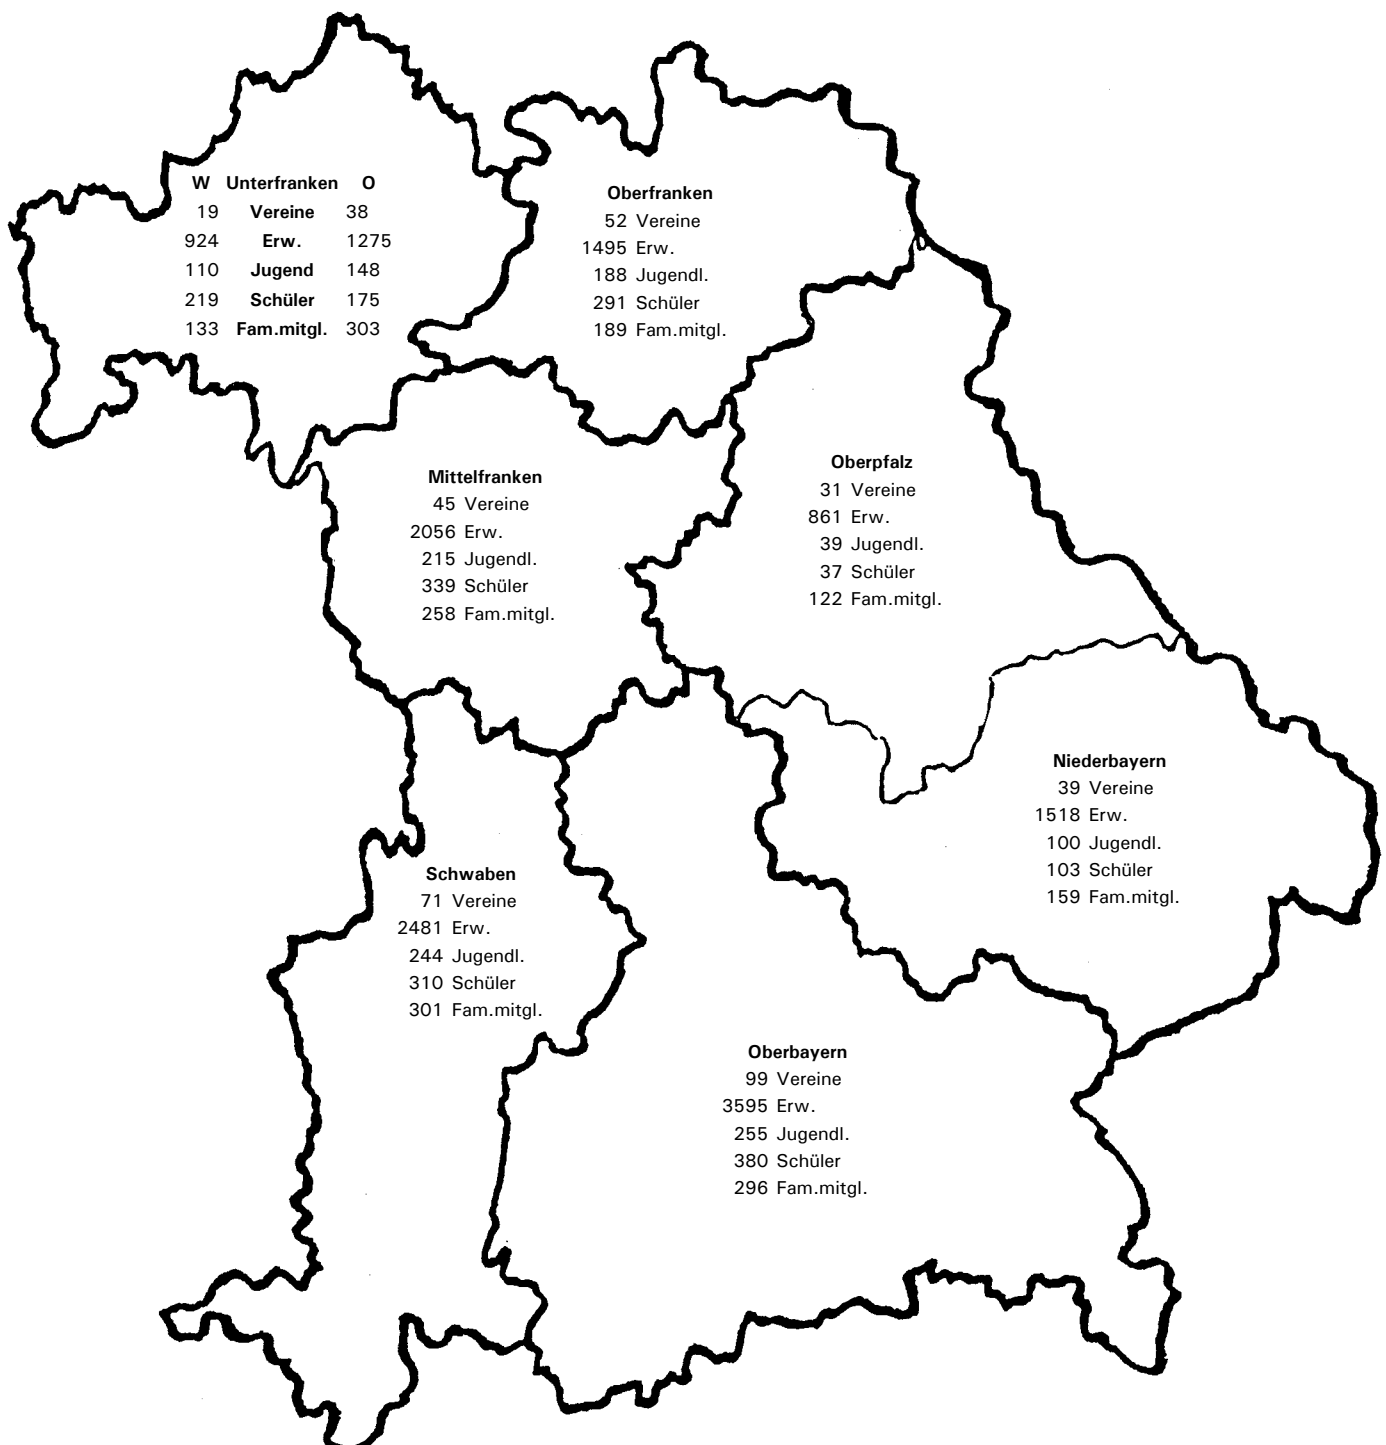 W Unterfranken O
19 Vereine 38
924 Erw. 1275
110 Jugend 148
219 Schüler 175
133 Fam.mitgl. 303
Oberfranken
52 Vereine
1495 Erw.
188 Jugendl.
291 Schüler
189 Fam.mitgl.
Mittelfranken
45 Vereine
2056 Erw.
215 Jugendl.
339 Schüler
258 Fam.mitgl.
Oberpfalz
31 Vereine
861 Erw.
39 Jugendl.
37 Schüler
122 Fam.mitgl.
Niederbayern
39 Vereine
1518 Erw.
100 Jugendl.
103 Schüler
159 Fam.mitgl.
Schwaben
71 Vereine
2481 Erw.
244 Jugendl.
310 Schüler
301 Fam.mitgl.
Oberbayern
99 Vereine
3595 Erw.
255 Jugendl.
380 Schüler
296 Fam.mitgl.